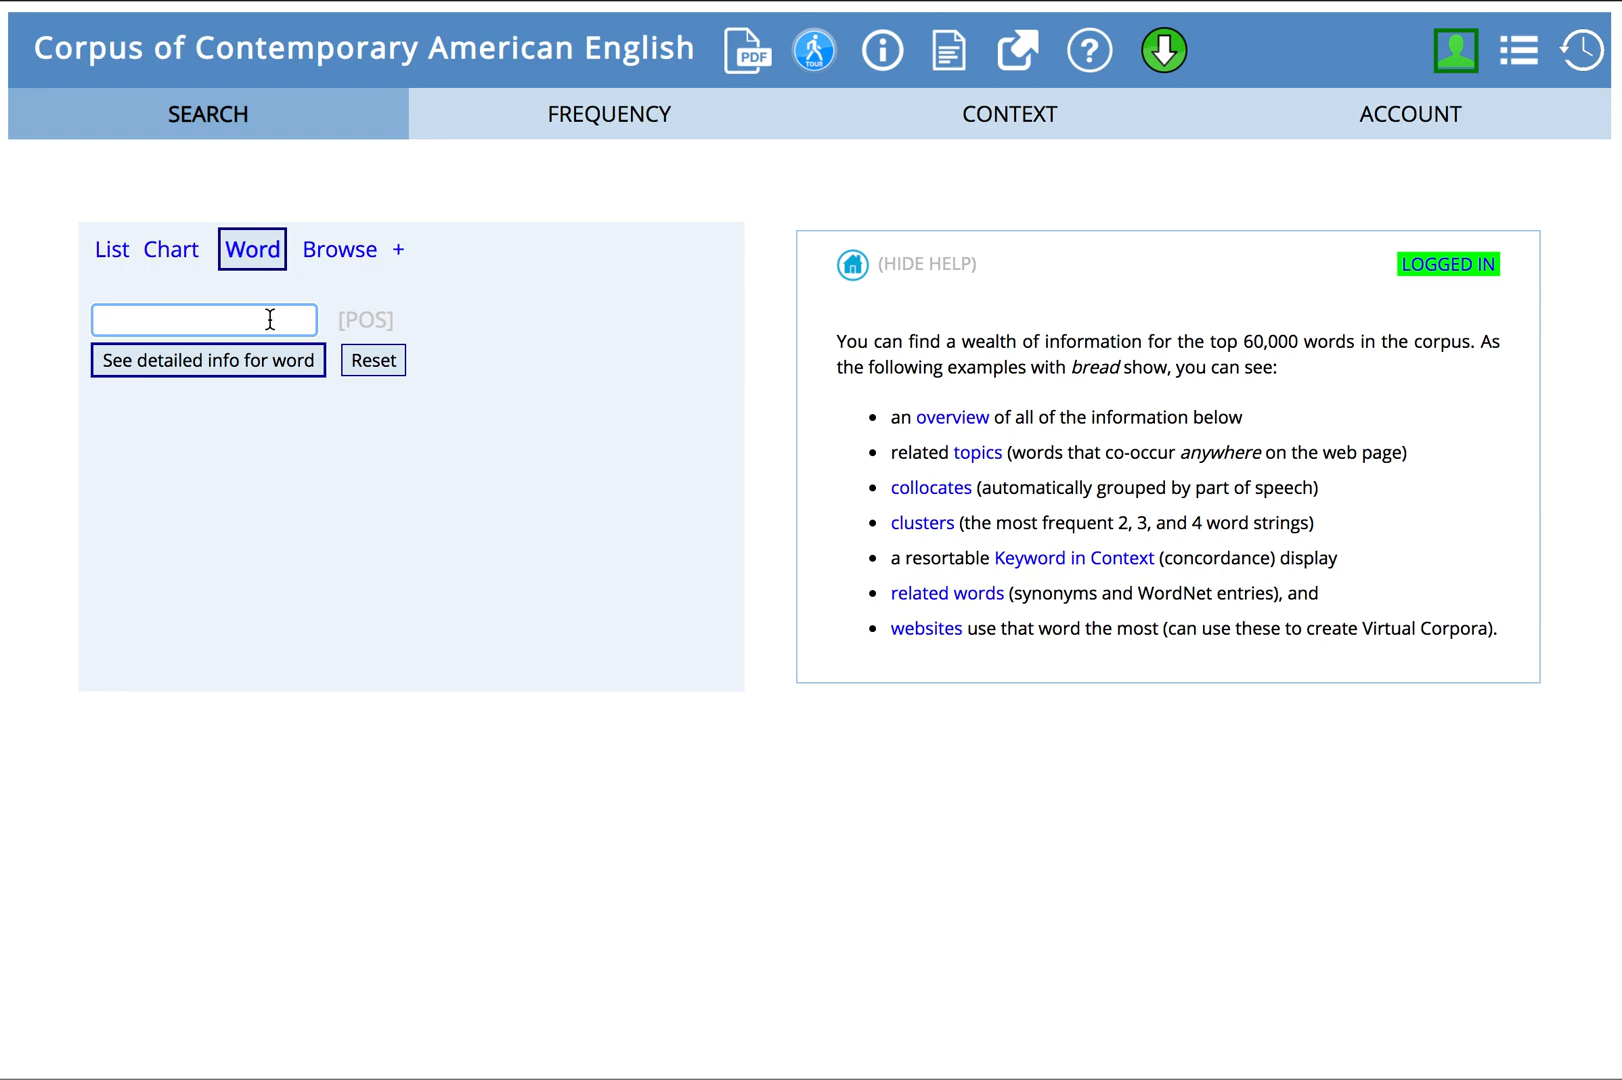 Corpus of Contemporary American English
PDF
TOUR
SEARCH
FREQUENCY
CONTEXT
ACCOUNT
List Chart Word Browse +
[POS]
See detailed info for word
Reset
(HIDE HELP)
LOGGED IN
You can find a wealth of information for the top 60,000 words in the corpus. As
the following examples with bread show, you can see:
• an overview of all of the information below
• related topics (words that co-occur anywhere on the web page)
• collocates (automatically grouped by part of speech)
• clusters (the most frequent 2, 3, and 4 word strings)
• a resortable Keyword in Context (concordance) display
• related words (synonyms and WordNet entries), and
• websites use that word the most (can use these to create Virtual Corpora).